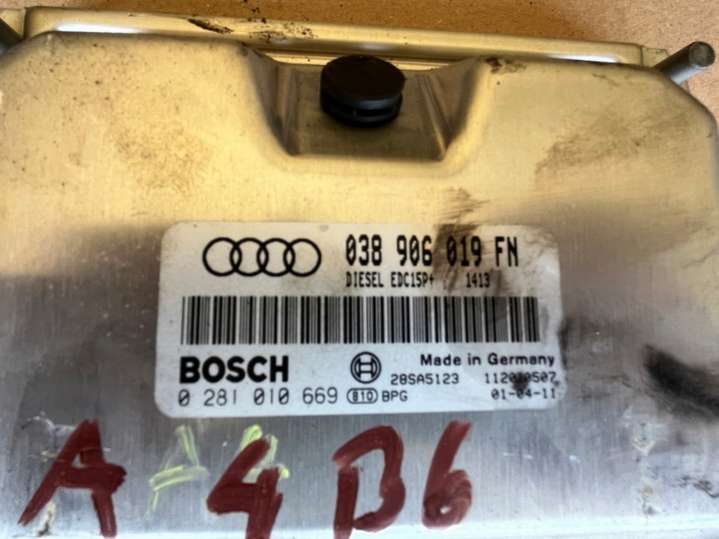 038 906 019 FN
DIESEL EDC15P+ 1413
BOSCH
Made in Germany
28SA5123
0 281 010 669 810 BPG 01-04-11
A 4 B6